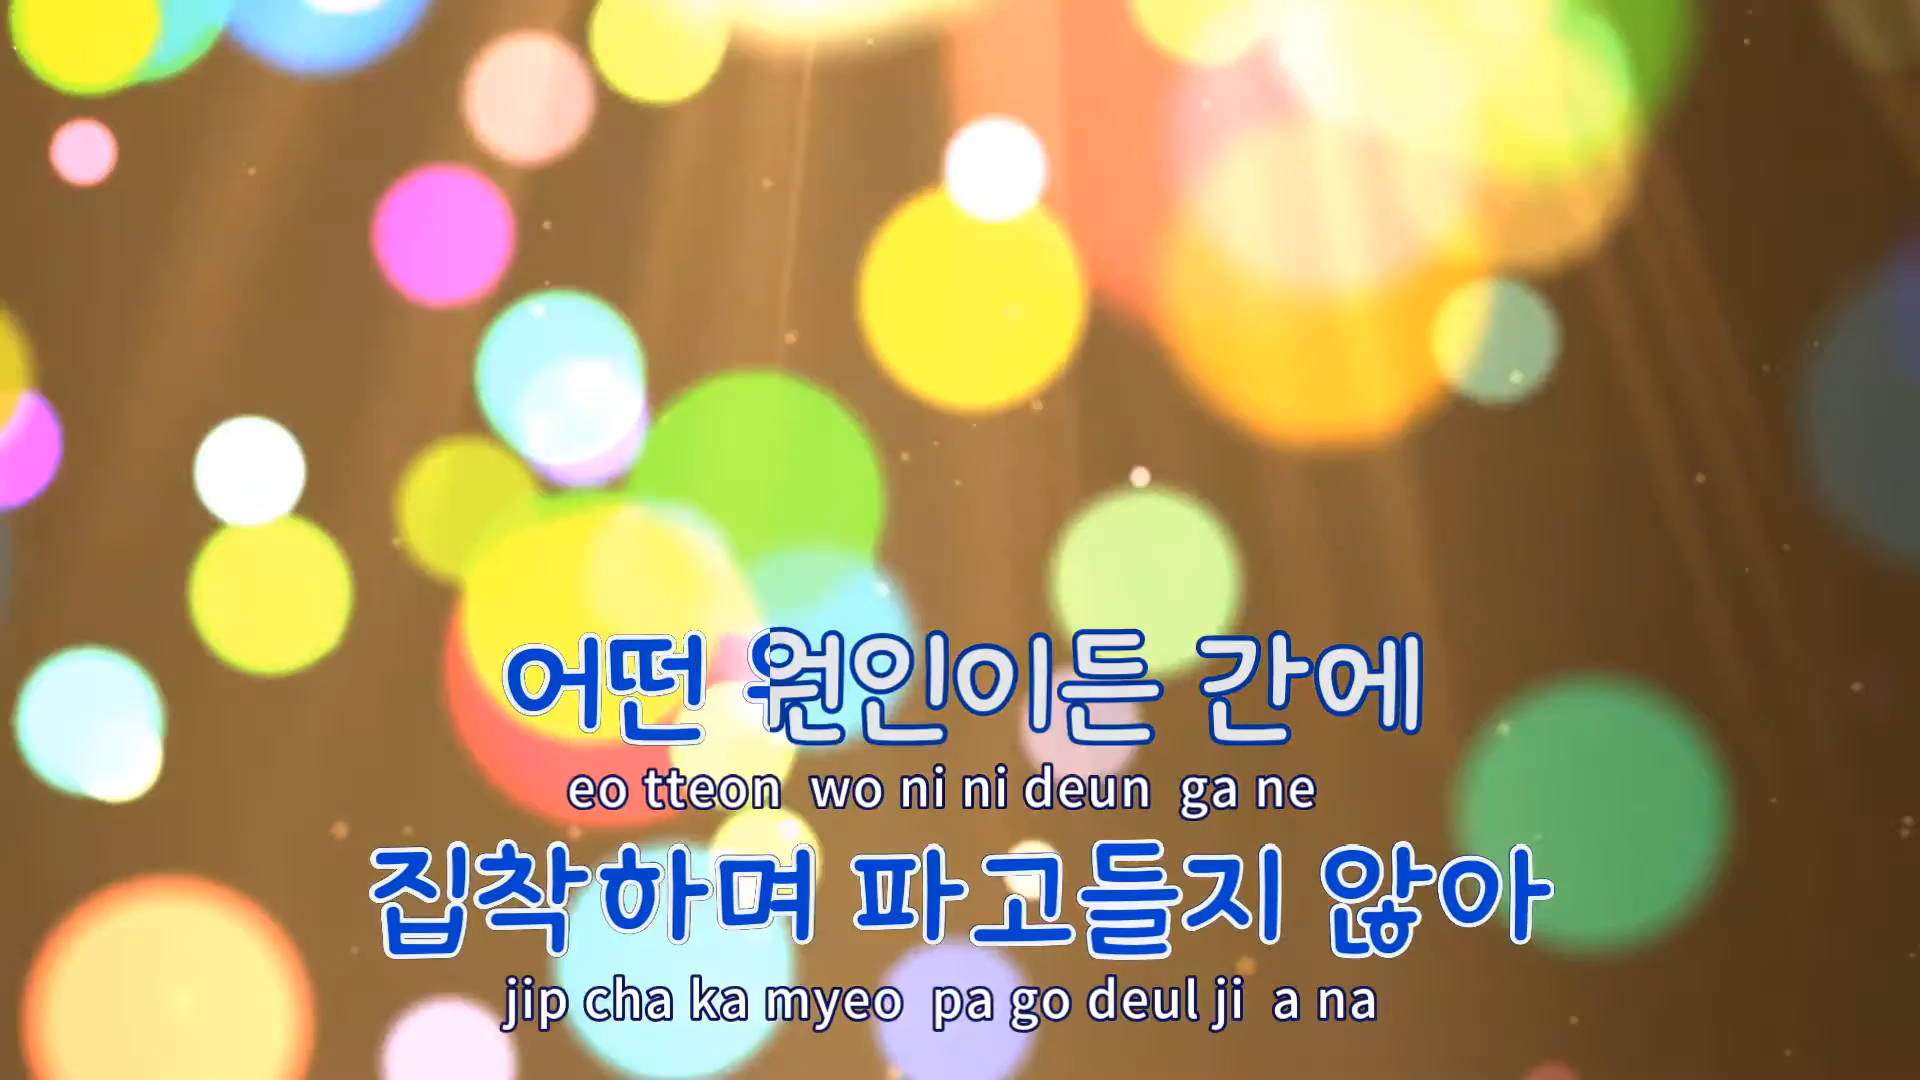 어떤 원인이든 간에
eo tteon wo ni ni deun ga ne
집착하며 파고들지 않아
jip cha ka myeo pa go deul ji a na